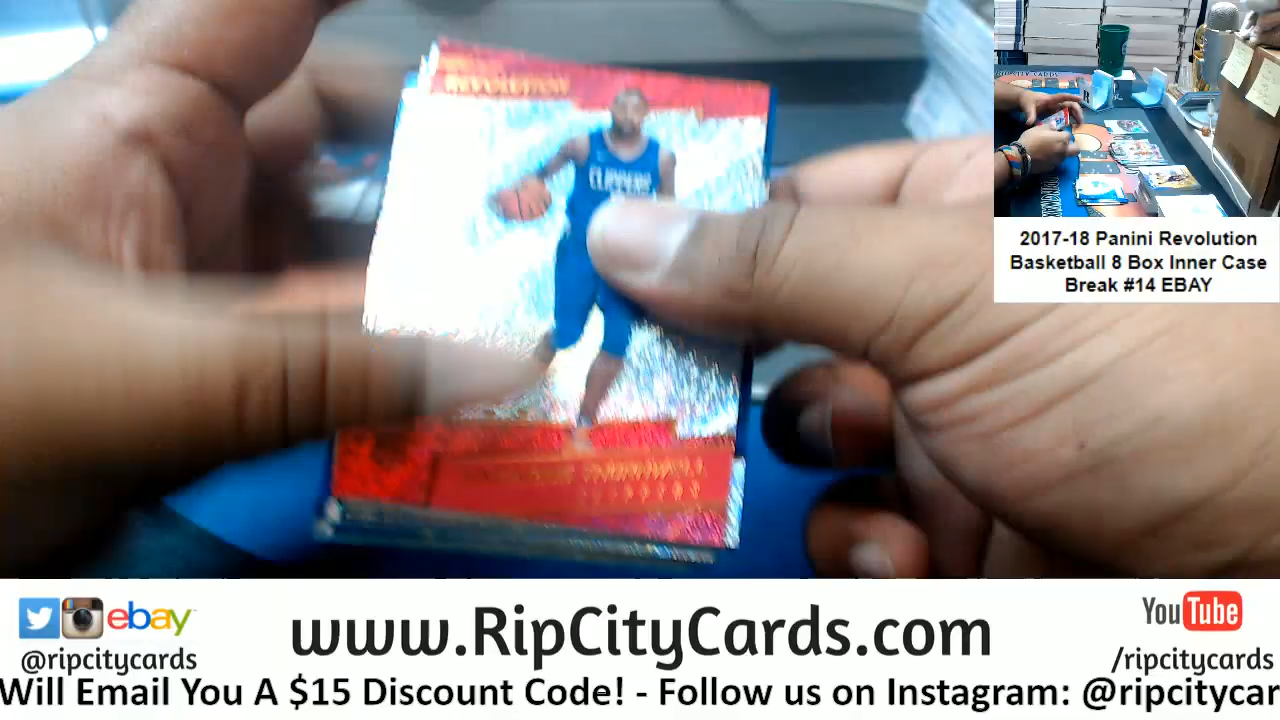 REVOLUTION
CLIPPERS
2017-18 Panini Revolution
Basketball 8 Box Inner Case
Break #14 EBAY
ebay
@ripcitycards
www.RipCityCards.com
YouTube
/ripcitycards
Will Email You A $15 Discount Code! - Follow us on Instagram: @ripcitycar